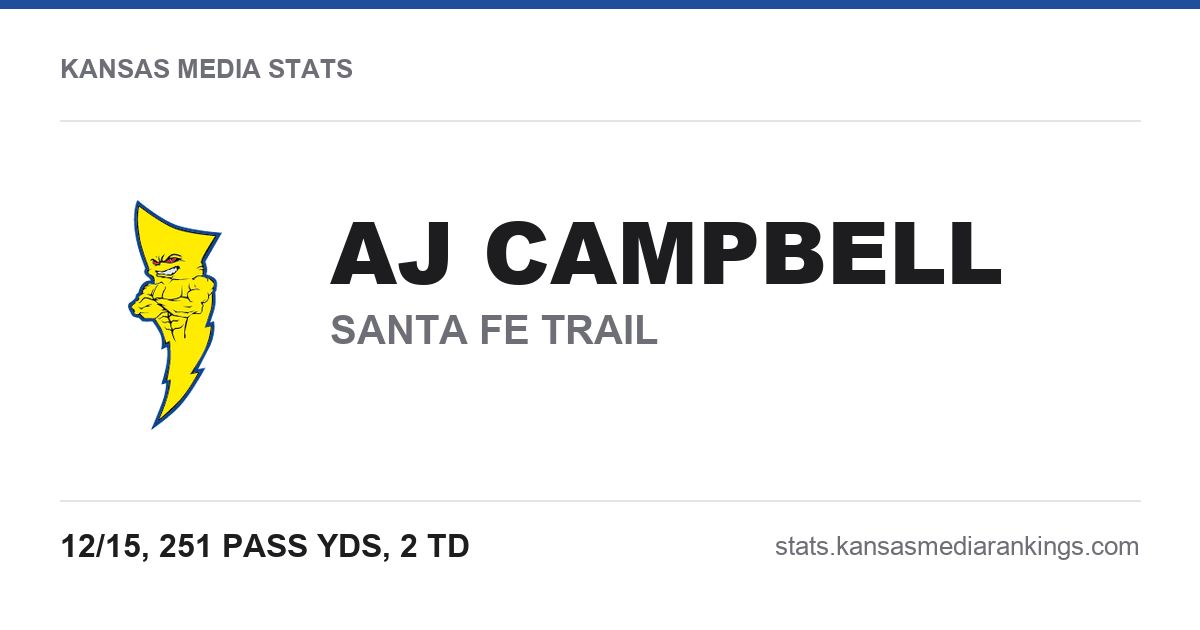 KANSAS MEDIA STATS
AJ CAMPBELL
SANTA FE TRAIL
12/15, 251 PASS YDS, 2 TD
stats.kansasmediarankings.com